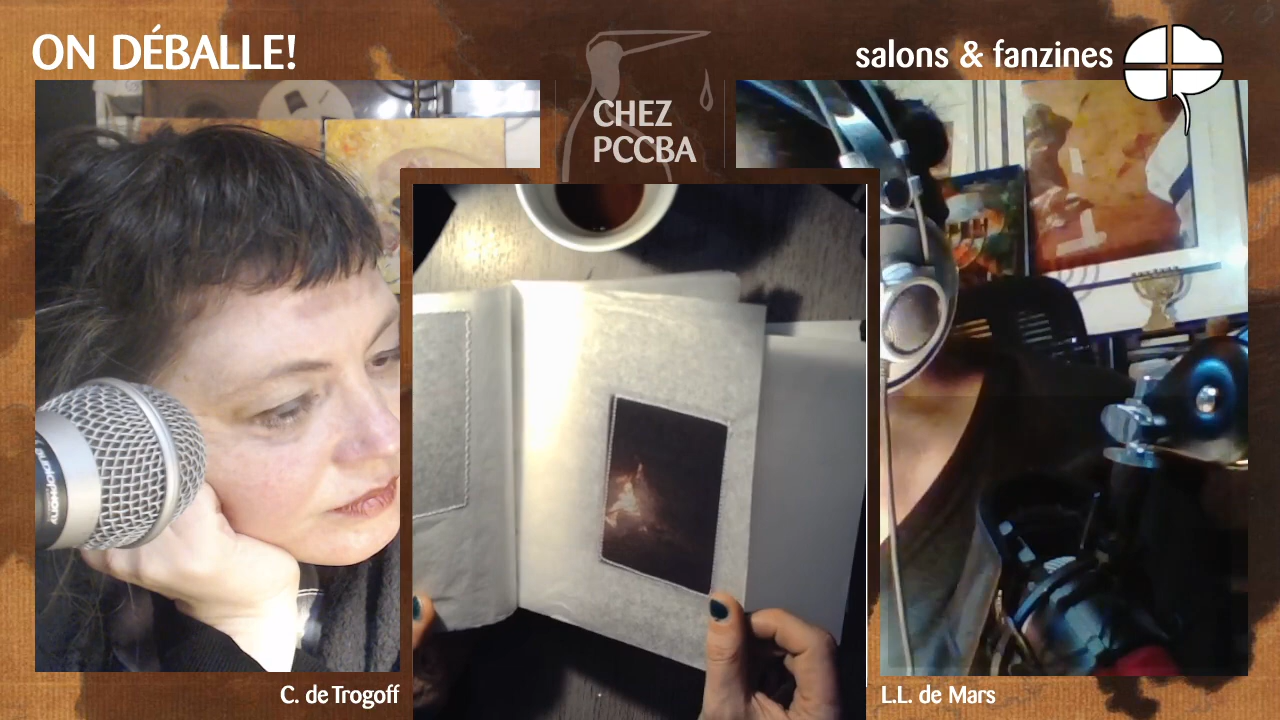 ON DÉBALLE!
salons & fanzines
CHEZ
PCCBA
C. de Trogoff
L.L. de Mars